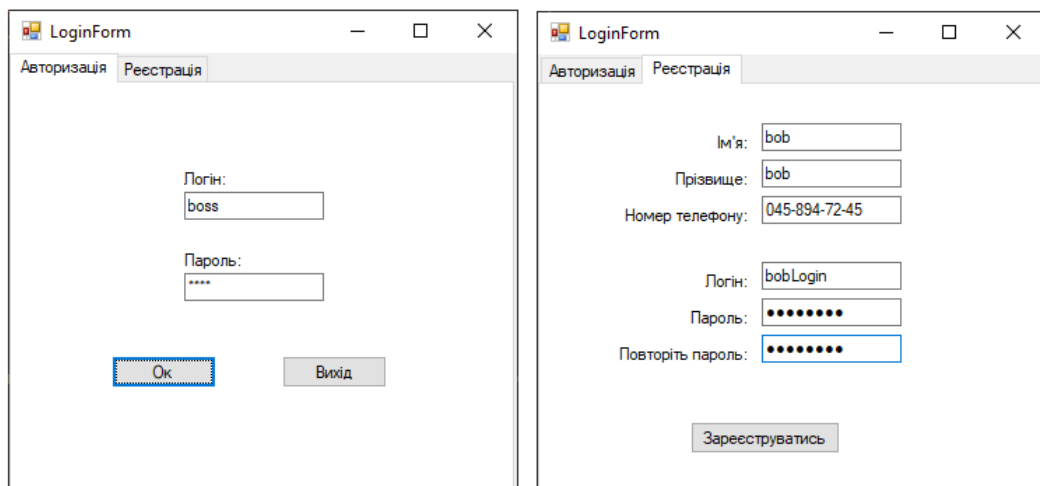 LoginForm
Авторизація Реєстрація
Логін:
boss
Пароль:
****
Ок Вихід
LoginForm
Авторизація Реєстрація
Ім'я: bob
Прізвище: bob
Номер телефону: 045-894-72-45
Логін: bobLogin
Пароль: ●●●●●●●●
Повторіть пароль: ●●●●●●●●
Зареєструватись